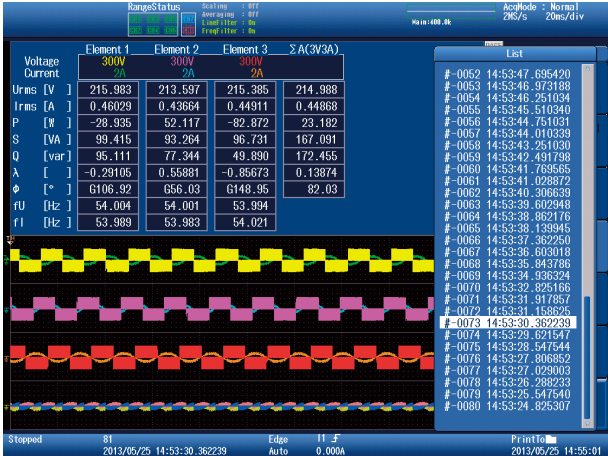 RangeStatus
Scaling : Off
Averaging : Off
LineFilter : On
FreqFilter : On
Main:400.0k
AcqMode : Normal
2MS/s 20ms/div
Element 1 Element 2 Element 3 ΣA(3V3A)
Voltage 300V 300V 300V
Current 2A 2A 2A
Urms [V ] 215.983 213.597 215.385 214.988
Irms [A ] 0.46029 0.43664 0.44911 0.44868
P [W ] -28.935 52.117 -82.872 23.182
S [VA ] 99.415 93.264 96.731 167.091
Q [var] 95.111 77.344 49.890 172.455
λ [ ] -0.29105 0.55881 -0.85673 0.13874
Φ [° ] G106.92 G56.03 G148.95 82.03
fU [Hz ] 54.004 54.001 53.994
fI [Hz ] 53.989 53.983 54.021
List
#-0052 14:53:47.695420
#-0053 14:53:46.973188
#-0054 14:53:46.251034
#-0055 14:53:45.510340
#-0056 14:53:44.751031
#-0057 14:53:44.010339
#-0058 14:53:43.251030
#-0059 14:53:42.491798
#-0060 14:53:41.769565
#-0061 14:53:41.028872
#-0062 14:53:40.306639
#-0063 14:53:39.602948
#-0064 14:53:38.862176
#-0065 14:53:38.139945
#-0066 14:53:37.362250
#-0067 14:53:36.603018
#-0068 14:53:35.843786
#-0069 14:53:34.936324
#-0070 14:53:32.825166
#-0071 14:53:31.917857
#-0072 14:53:31.158625
#-0073 14:53:30.362239
#-0074 14:53:29.621547
#-0075 14:53:28.547544
#-0076 14:53:27.806852
#-0077 14:53:27.029003
#-0078 14:53:26.288233
#-0079 14:53:25.547540
#-0080 14:53:24.825307
Stopped 81 Edge I1 PrintTo
2013/05/25 14:53:30.362239 Auto 0.000A 2013/05/25 14:55:01